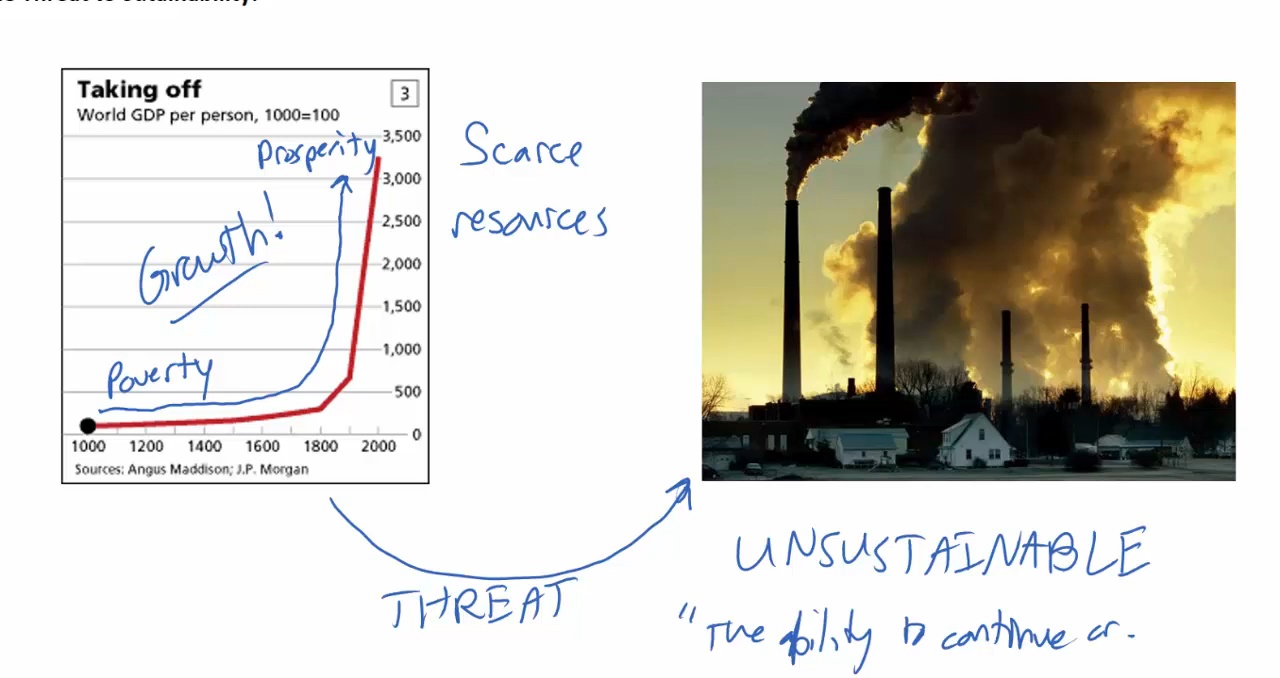 Taking off
3
World GDP per person, 1000=100
3,500
Prosperity
3,000
2,500
2,000
1,500
1,000
500
0
Growth!
Poverty
1000 1200 1400 1600 1800 2000
Sources: Angus Maddison; J.P. Morgan
Scarce
resources
THREAT
UNSUSTAINABLE
"The ability to continue or.